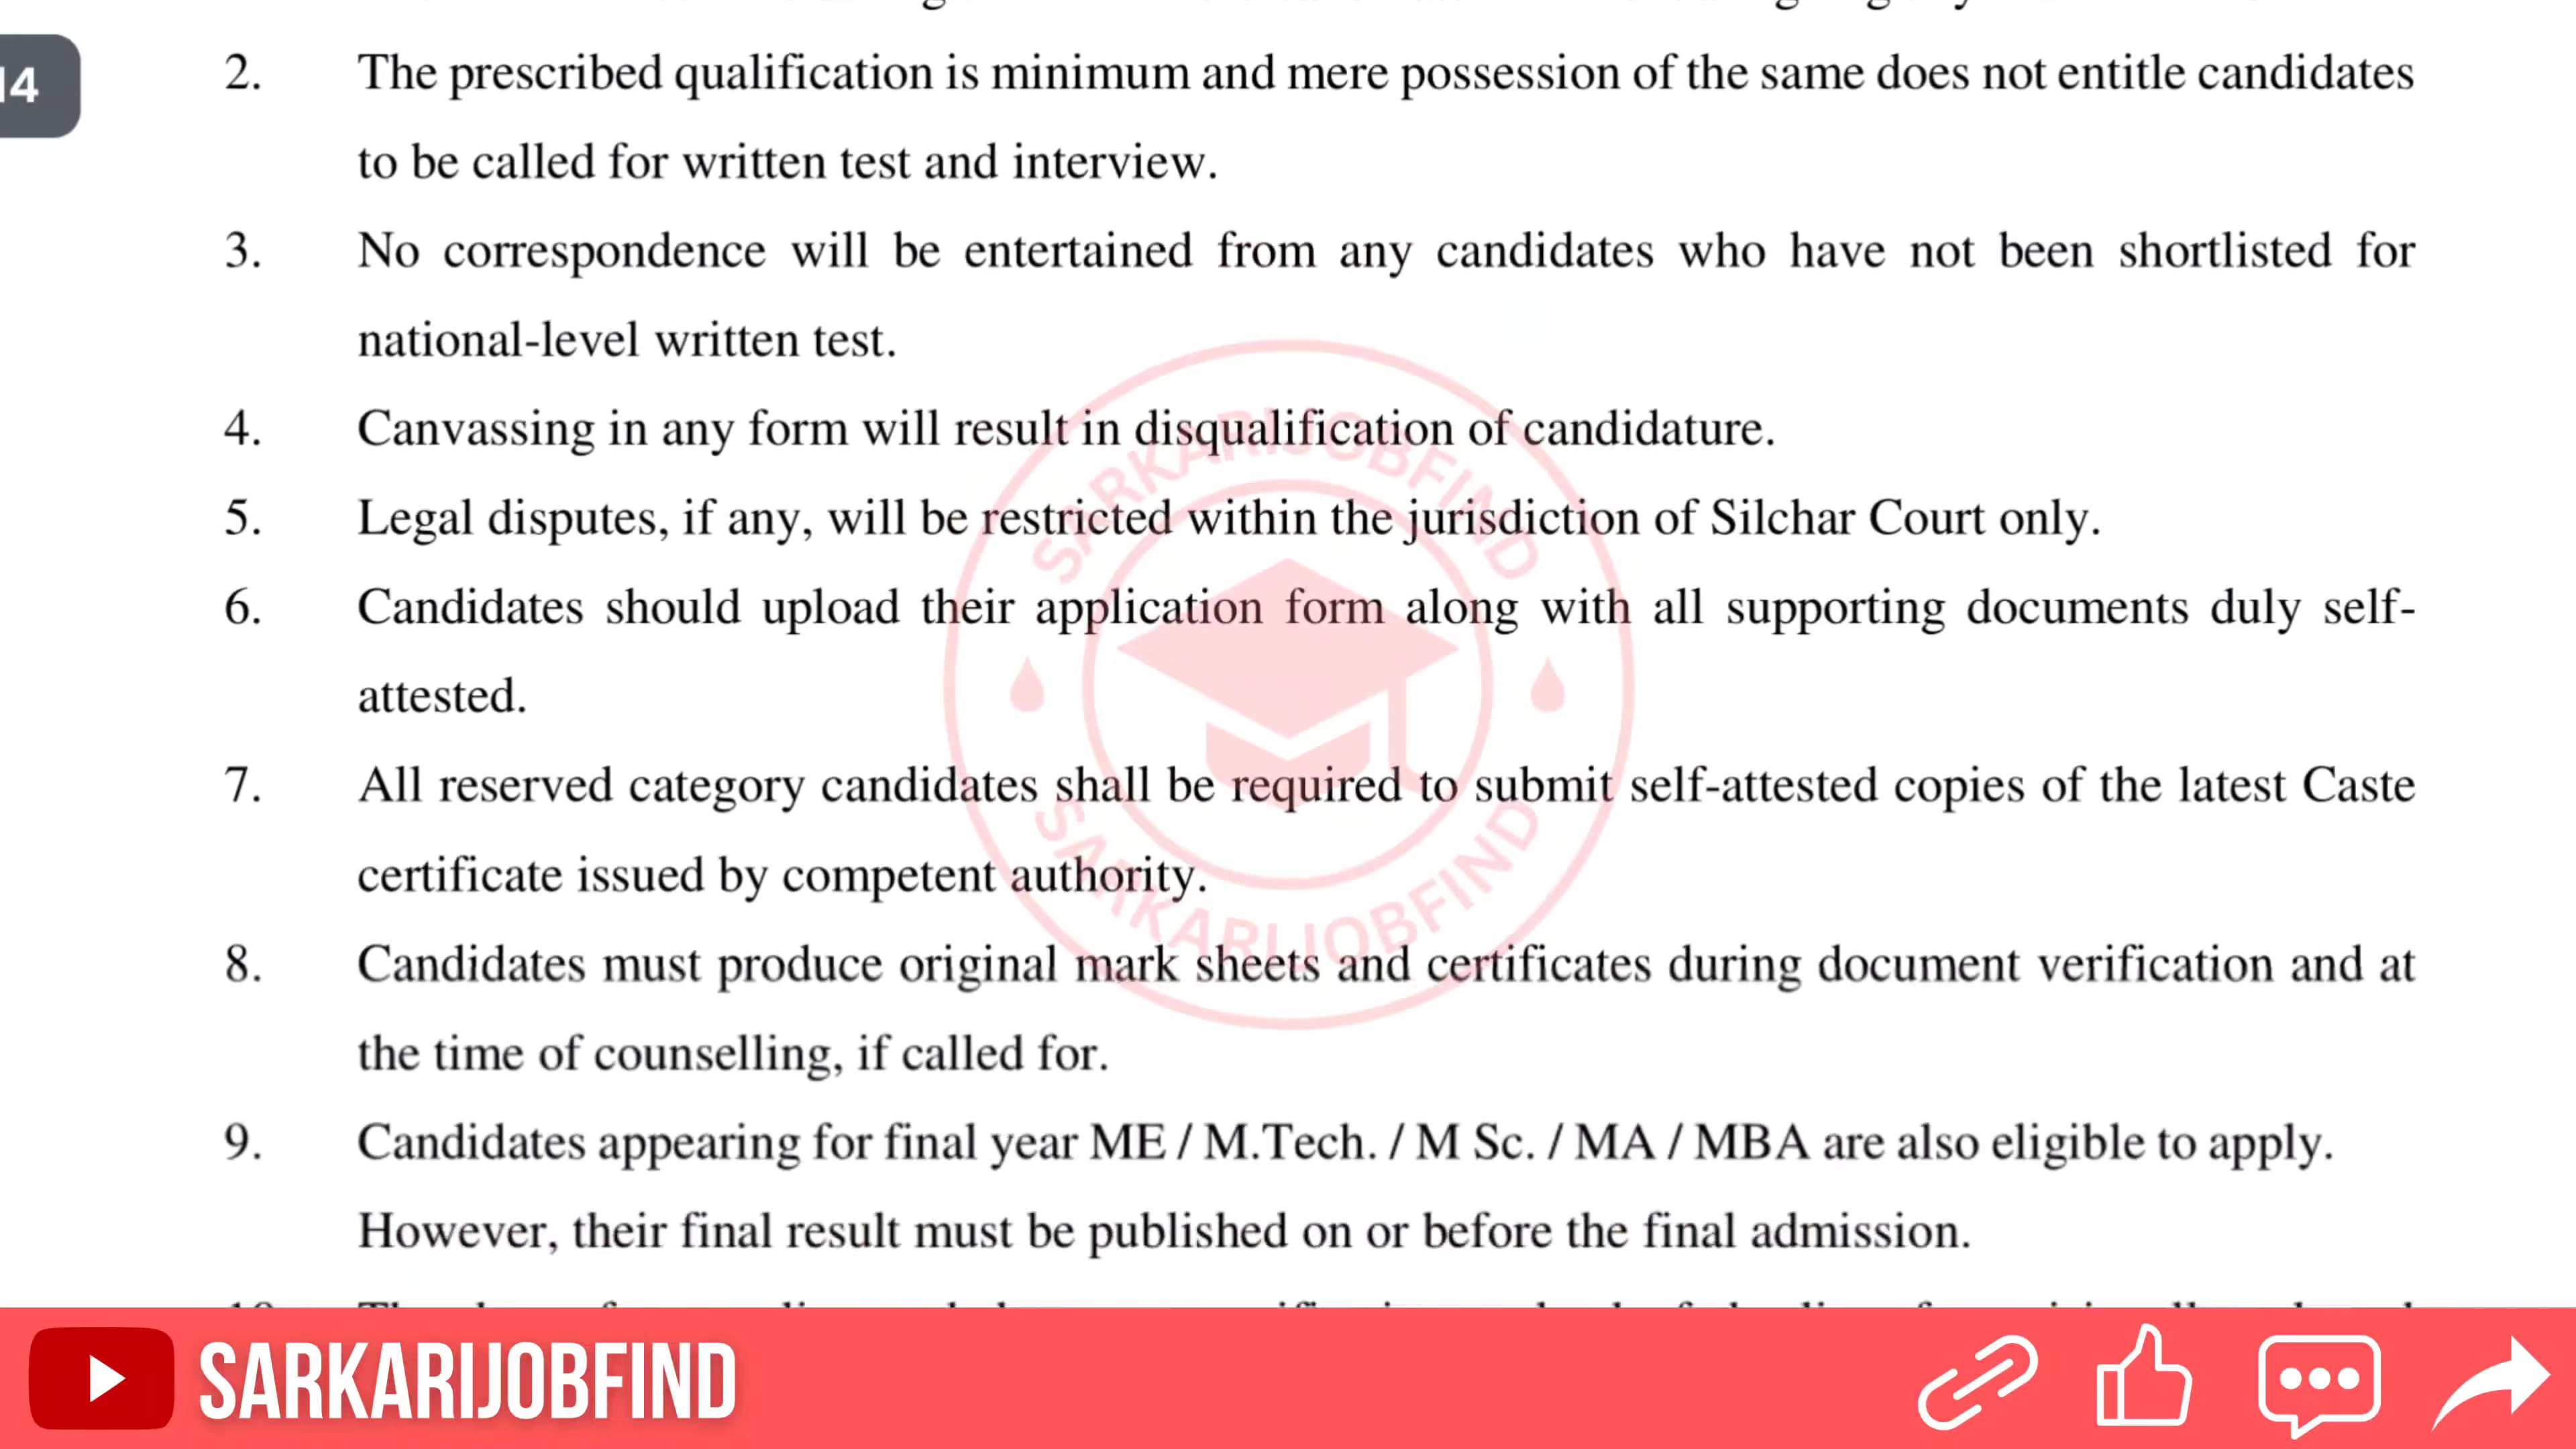 14
2. The prescribed qualification is minimum and mere possession of the same does not entitle candidates
to be called for written test and interview.
3. No correspondence will be entertained from any candidates who have not been shortlisted for
national-level written test.
4. Canvassing in any form will result in disqualification of candidature.
5. Legal disputes, if any, will be restricted within the jurisdiction of Silchar Court only.
6. Candidates should upload their application form along with all supporting documents duly self-
attested.
7. All reserved category candidates shall be required to submit self-attested copies of the latest Caste
certificate issued by competent authority.
8. Candidates must produce original mark sheets and certificates during document verification and at
the time of counselling, if called for.
9. Candidates appearing for final year ME / M.Tech. / M Sc. / MA / MBA are also eligible to apply.
However, their final result must be published on or before the final admission.
SARKARIJOBFIND
SARKARIJOBFIND
SARKARIJOBFIND